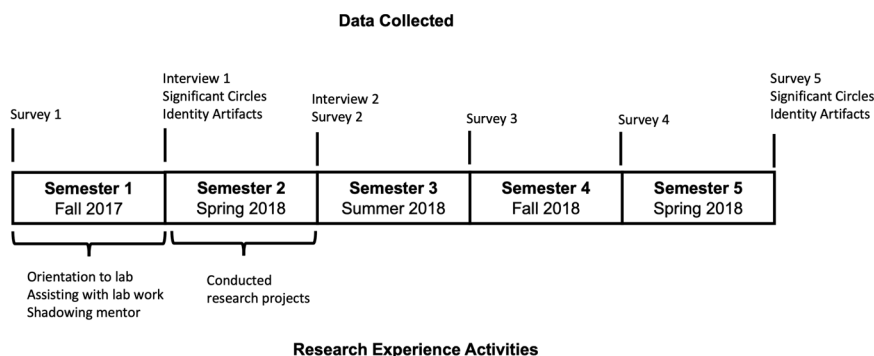 Data Collected
Survey 1
Interview 1
Significant Circles
Identity Artifacts
Interview 2
Survey 2
Survey 3
Survey 4
Survey 5
Significant Circles
Identity Artifacts
Semester 1
Fall 2017
Semester 2
Spring 2018
Semester 3
Summer 2018
Semester 4
Fall 2018
Semester 5
Spring 2018
Orientation to lab
Assisting with lab work
Shadowing mentor
Conducted
research projects
Research Experience Activities